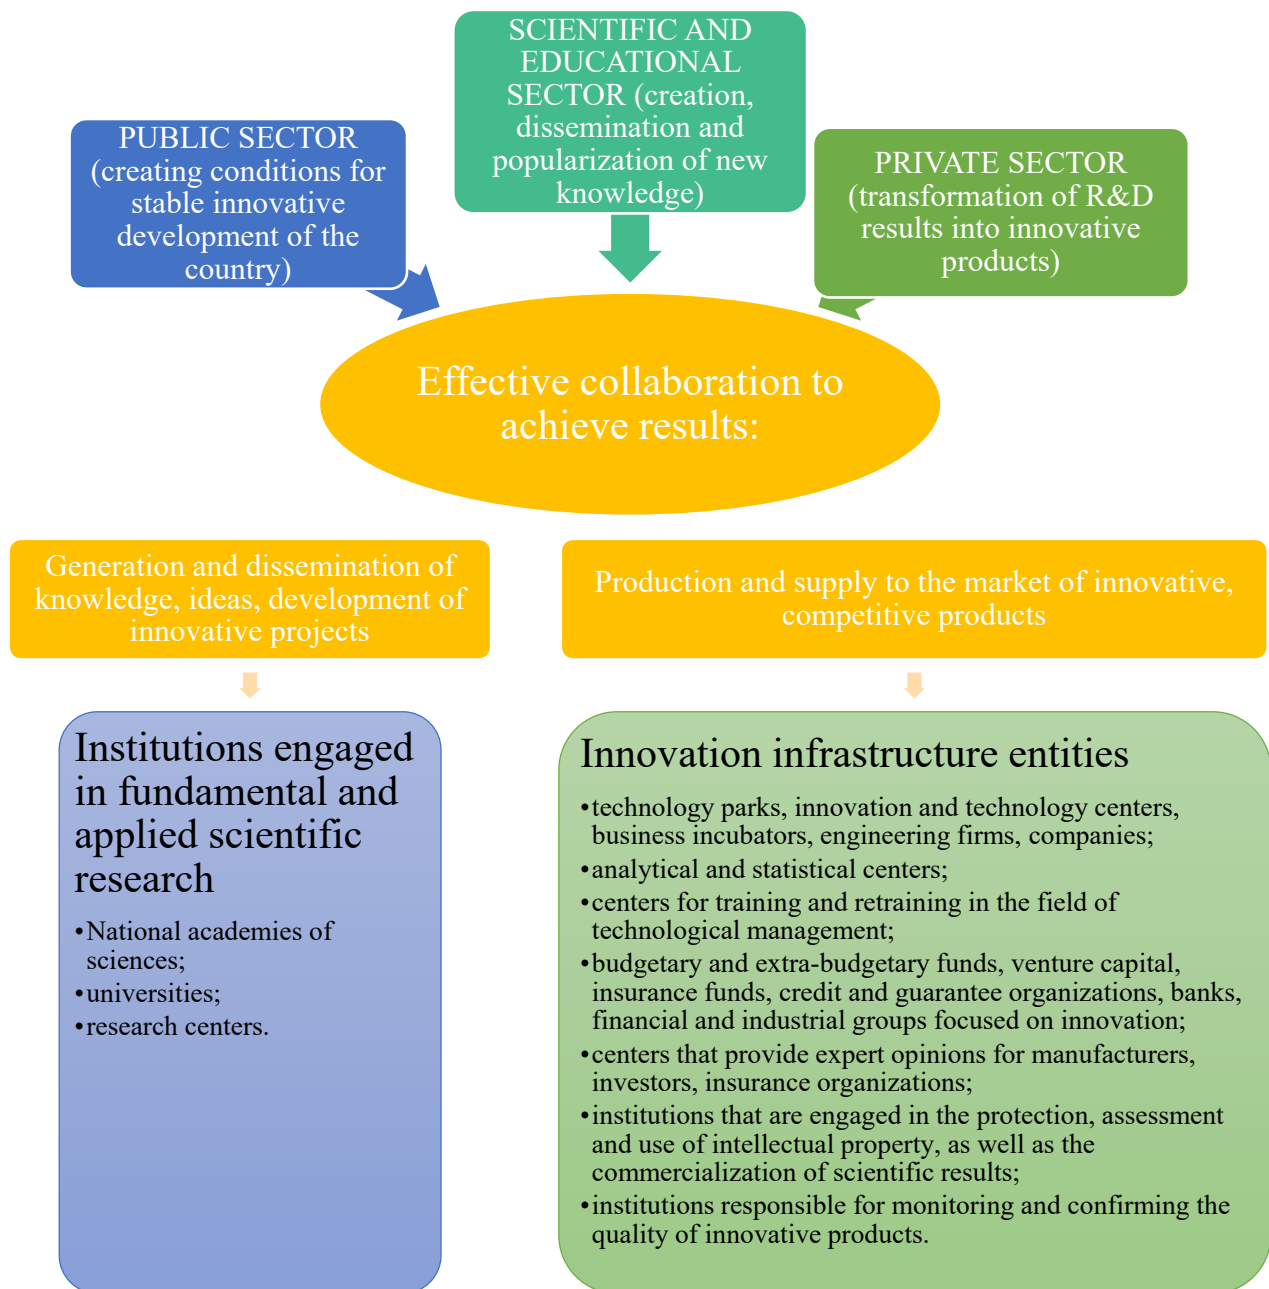 SCIENTIFIC AND
EDUCATIONAL
SECTOR (creation,
dissemination and
popularization of new
knowledge)
PUBLIC SECTOR
(creating conditions for
stable innovative
development of the
country)
PRIVATE SECTOR
(transformation of R&D
results into innovative
products)
Effective collaboration to
achieve results:
Generation and dissemination of
knowledge, ideas, development of
innovative projects
Production and supply to the market of innovative,
competitive products
Institutions engaged
in fundamental and
applied scientific
research
•National academies of
sciences;
•universities;
•research centers.
Innovation infrastructure entities
•technology parks, innovation and technology centers,
business incubators, engineering firms, companies;
•analytical and statistical centers;
•centers for training and retraining in the field of
technological management;
•budgetary and extra-budgetary funds, venture capital,
insurance funds, credit and guarantee organizations, banks,
financial and industrial groups focused on innovation;
•centers that provide expert opinions for manufacturers,
investors, insurance organizations;
•institutions that are engaged in the protection, assessment
and use of intellectual property, as well as the
commercialization of scientific results;
•institutions responsible for monitoring and confirming the
quality of innovative products.